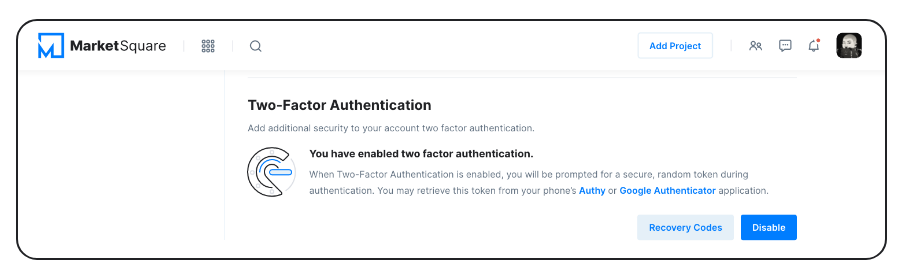 MarketSquare
Add Project
Two-Factor Authentication
Add additional security to your account two factor authentication.
You have enabled two factor authentication.
When Two-Factor Authentication is enabled, you will be prompted for a secure, random token during
authentication. You may retrieve this token from your phone's Authy or Google Authenticator application.
Recovery Codes
Disable